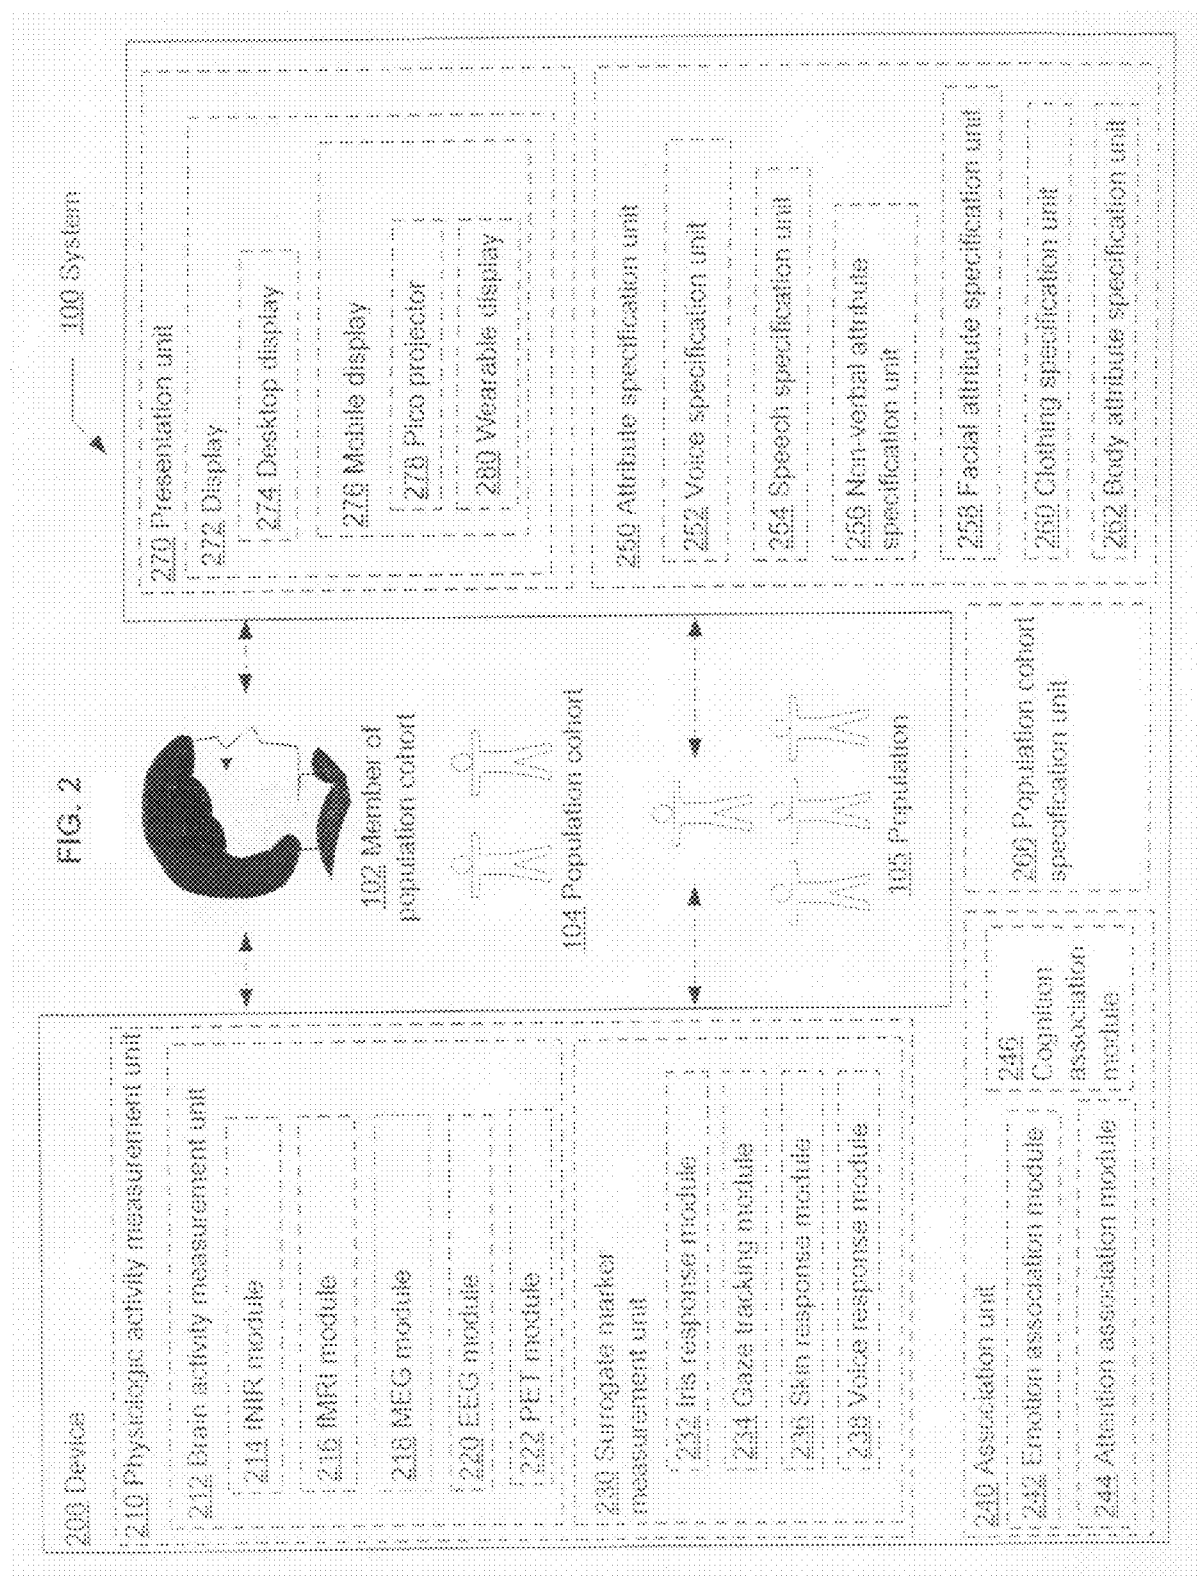 FIG. 2
100 System
200 Device
210 Physiologic activity measurement unit
212 Brain activity measurement unit
214 fNIR module
216 fMRI module
218 MEG module
220 EEG module
222 PET module
230 Surrogate marker
measurement unit
232 Iris response module
234 Gaze tracking module
236 Skin response module
238 Voice response module
240 Association unit
242 Emotion association module
244 Attention association module
246
Cognition
association
module
102 Member of
population cohort
104 Population cohort
105 Population
266 Population cohort
specification unit
270 Presentation unit
272 Display
274 Desktop display
276 Mobile display
278 Pico projector
280 Wearable display
250 Attribute specification unit
252 Voice specification unit
254 Speech specification unit
256 Non-verbal attribute
specification unit
258 Facial attribute specification unit
260 Clothing specification unit
262 Body attribute specification unit